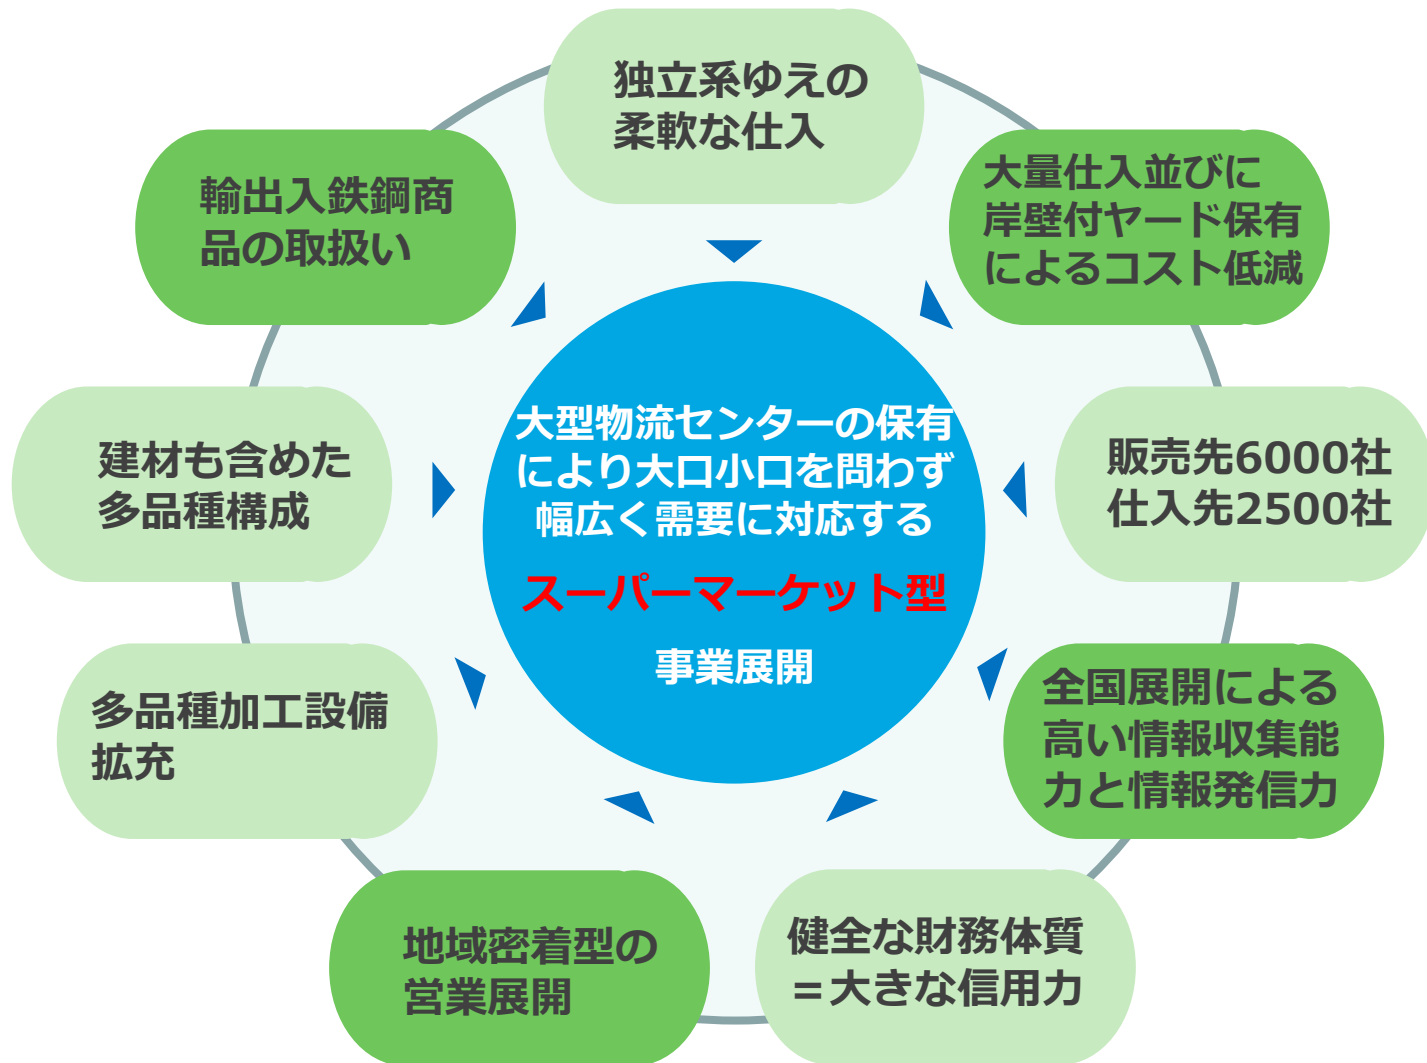 独立系ゆえの
柔軟な仕入
大量仕入並びに
岸壁付ヤード保有
によるコスト低減
販売先6000社
仕入先2500社
全国展開による
高い情報収集能
力と情報発信力
健全な財務体質
＝大きな信用力
地域密着型の
営業展開
多品種加工設備
拡充
建材も含めた
多品種構成
輸出入鉄鋼商
品の取扱い
大型物流センターの保有
により大口小口を問わず
幅広く需要に対応する
スーパーマーケット型
事業展開